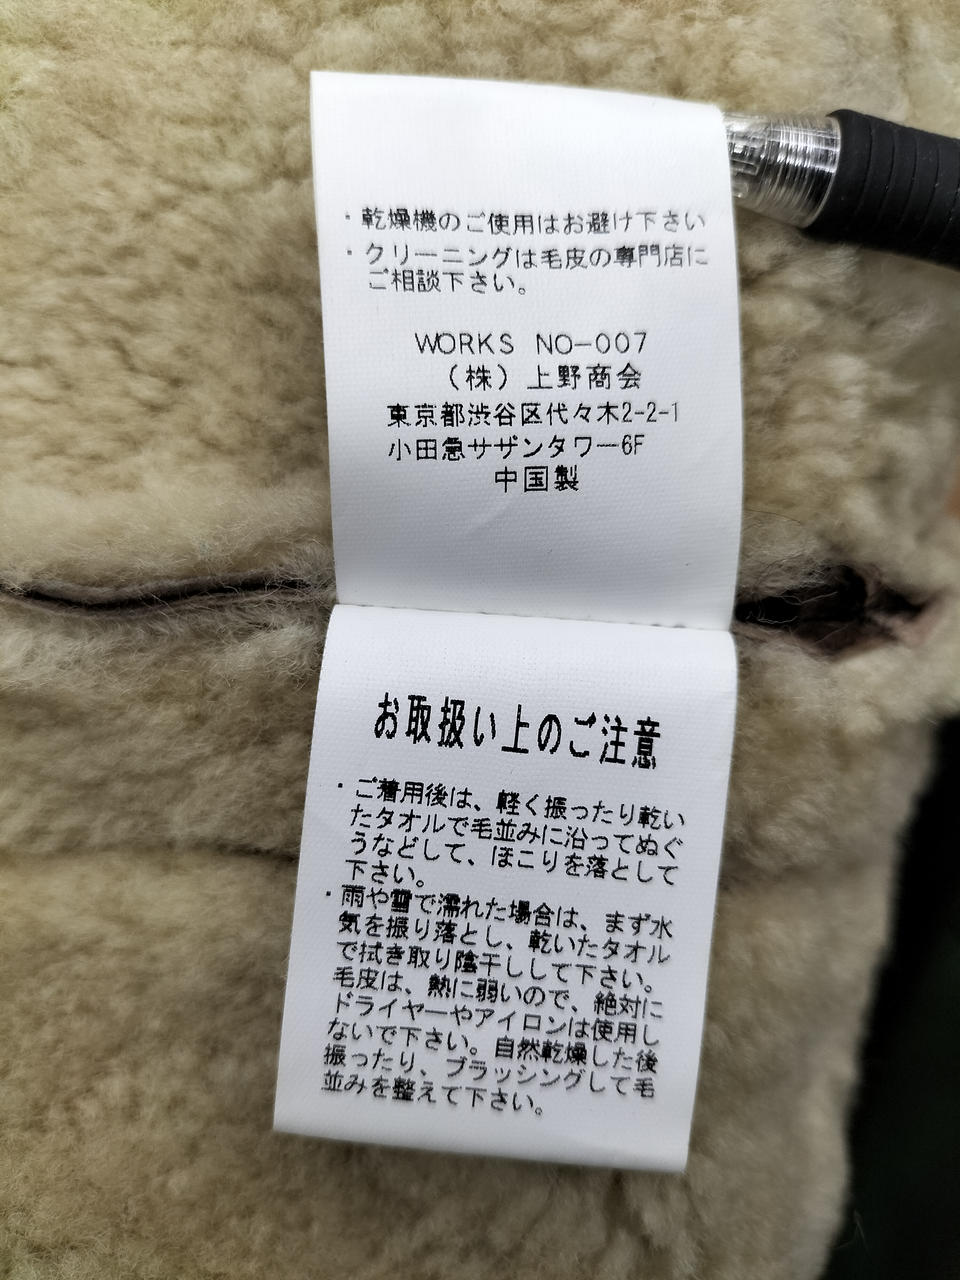 ・乾燥機のご使用はお避け下さい
・クリーニングは毛皮の専門店に
ご相談下さい。
WORKS NO-007
(株)上野商会
東京都渋谷区代々木2-2-1
小田急サザンタワー6F
中国製
お取扱い上のご注意
・ご着用後は、軽く振ったり乾い
たタオルで毛並みに沿ってぬぐ
うなどして、ほこりを落として
下さい。
・雨や雪で濡れた場合は、まず水
気を振り落とし、乾いたタオル
で拭き取り陰干しして下さい。
毛皮は、熱に弱いので、絶対に
ドライヤーやアイロンは使用し
ないで下さい。自然乾燥した後
振ったり、ブラッシングして毛
並みを整えて下さい。